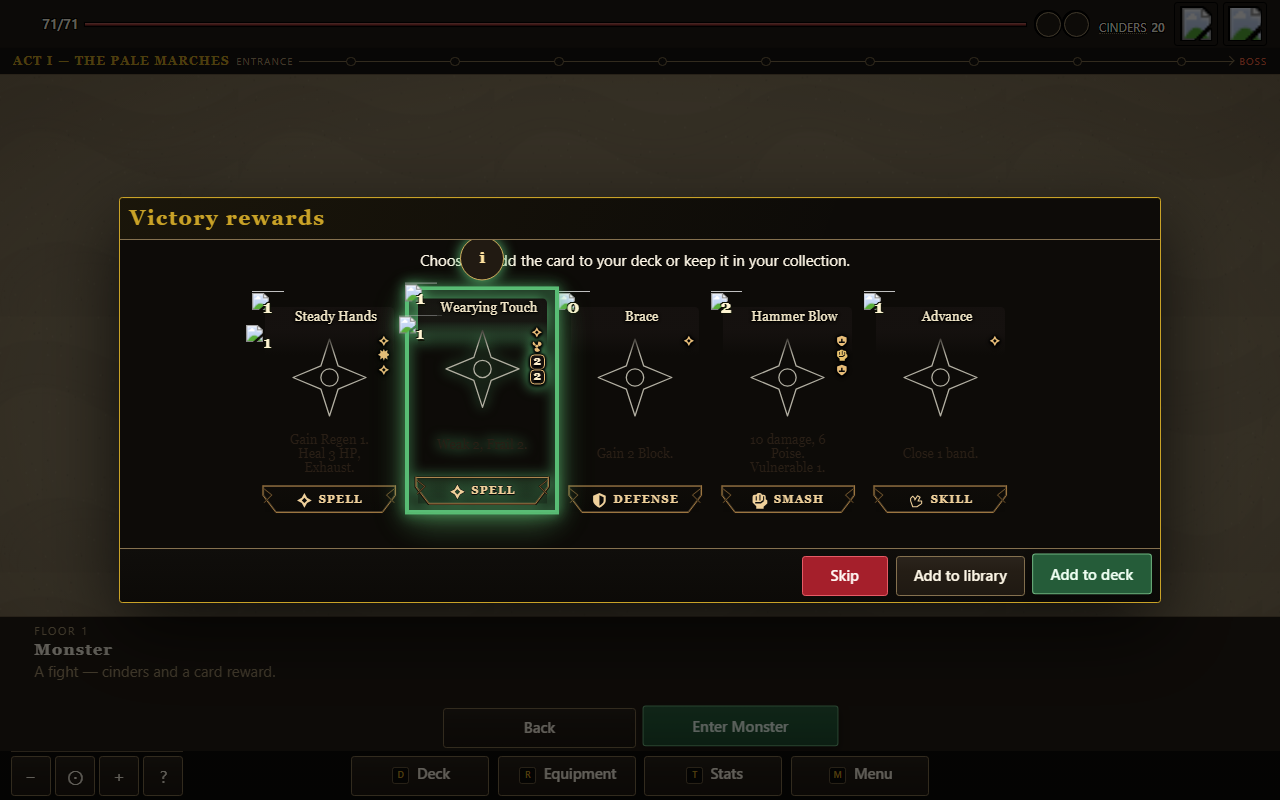 71/71
CINDERS 20
ACT I — THE PALE MARCHES ENTRANCE
BOSS
Victory rewards
i
add the card to your deck or keep it in your collection.
1
1
Steady Hands
Gain Regen 1.
Heal 3 HP,
Exhaust.
SPELL
1
1
Wearying Touch
2
2
SPELL
0
Brace
Gain 2 Block.
DEFENSE
2
Hammer Blow
10 damage, 6
Poise.
Vulnerable 1.
SMASH
1
Advance
Close 1 band.
SKILL
Skip
Add to library
Add to deck
FLOOR 1
Monster
A fight — cinders and a card reward.
Back
Enter Monster
−
+
?
D Deck
R Equipment
T Stats
M Menu